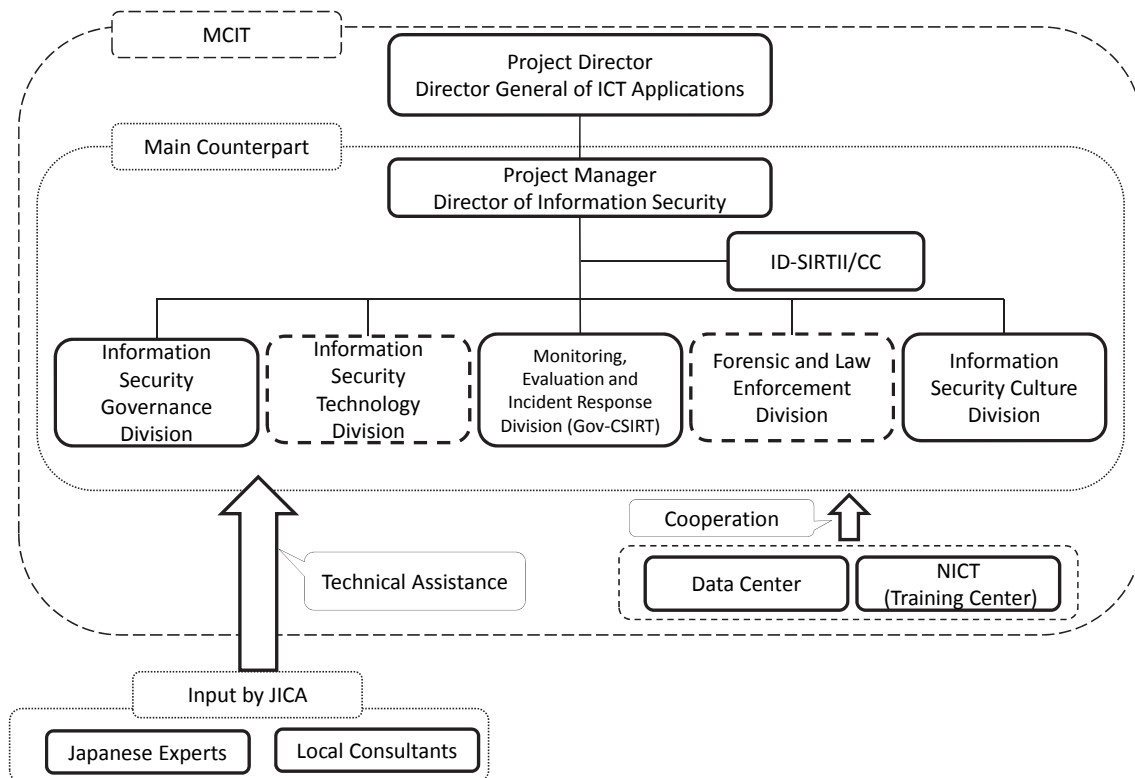 MCIT
Project Director
Director General of ICT Applications
Main Counterpart
Project Manager
Director of Information Security
ID-SIRTII/CC
Information
Security
Governance
Division
Information
Security
Technology
Division
Monitoring,
Evaluation and
Incident Response
Division (Gov-CSIRT)
Forensic and Law
Enforcement
Division
Information
Security Culture
Division
Cooperation
Technical Assistance
Data Center
NICT
(Training Center)
Input by JICA
Japanese Experts
Local Consultants